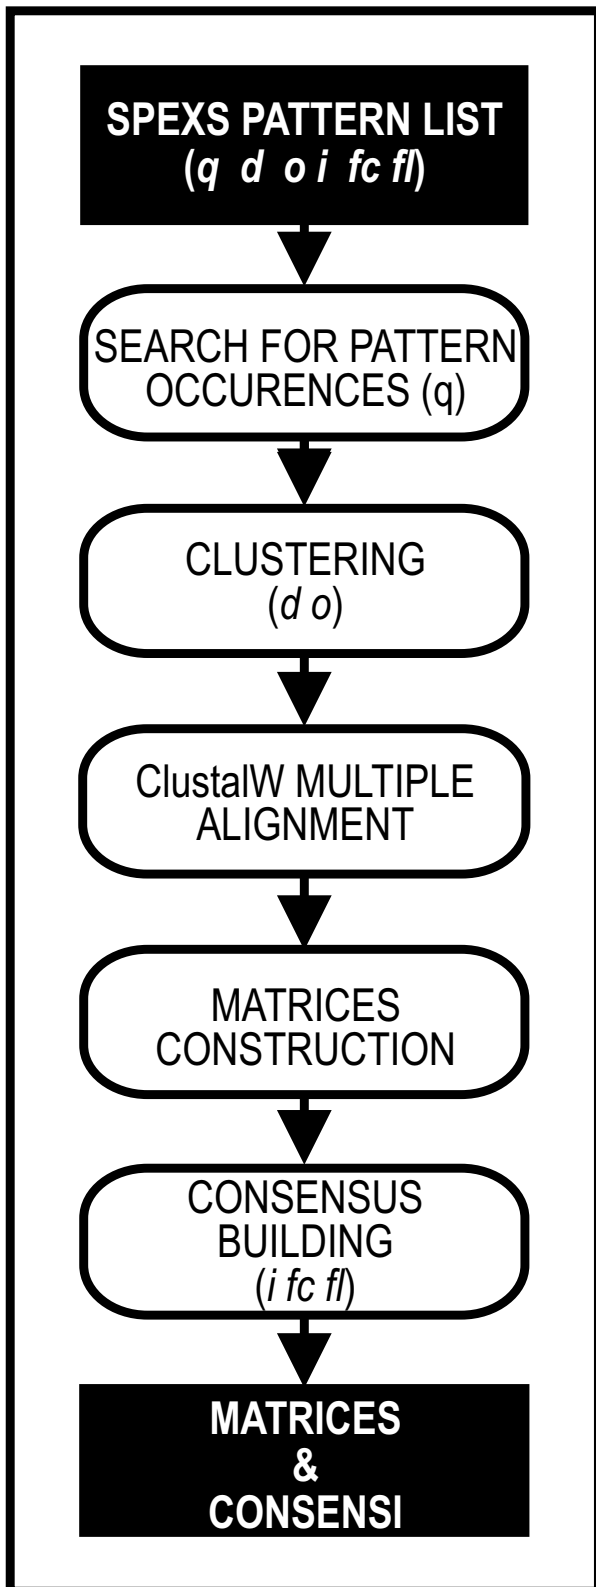 SPEXS PATTERN LIST
(q d o i fc fl)
SEARCH FOR PATTERN
OCCURENCES (q)
CLUSTERING
(d o)
ClustalW MULTIPLE
ALIGNMENT
MATRICES
CONSTRUCTION
CONSENSUS
BUILDING
(i fc fl)
MATRICES
&
CONSENSI